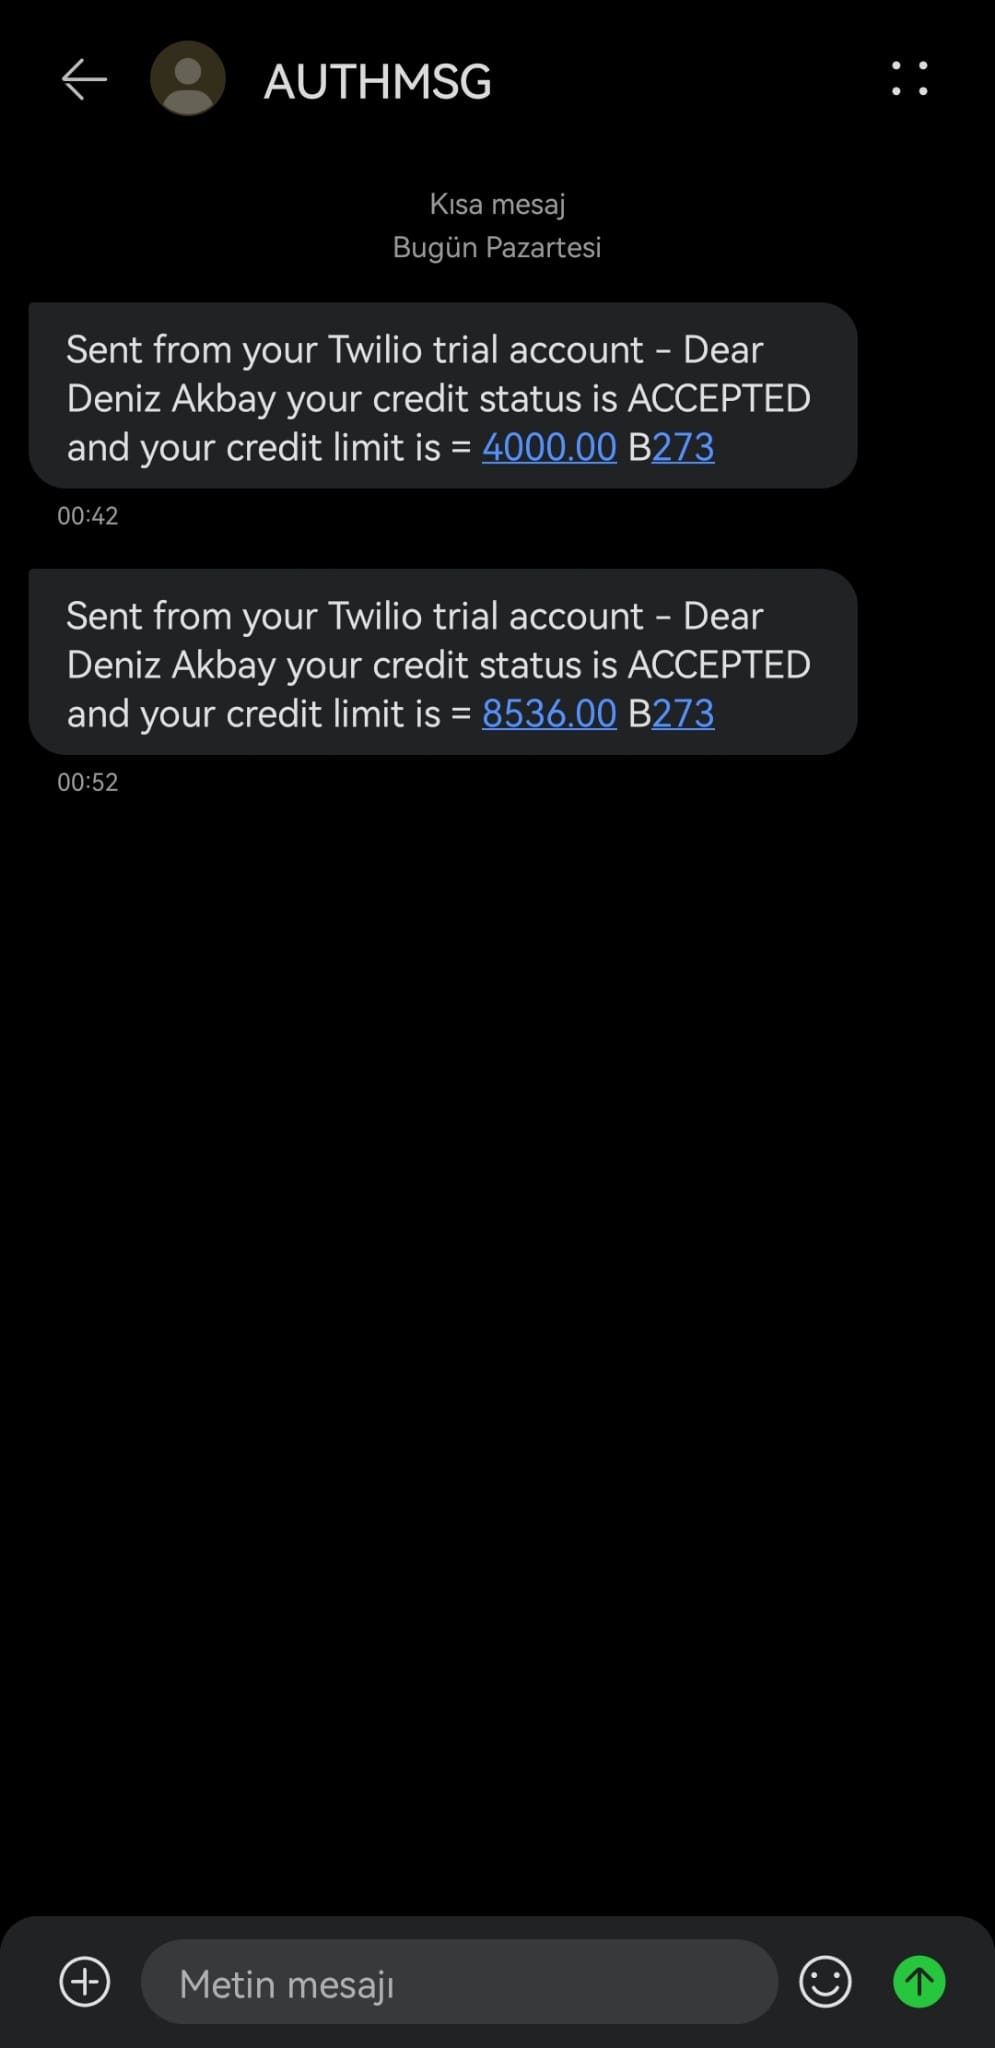 AUTHMSG
Kısa mesaj
Bugün Pazartesi
Sent from your Twilio trial account - Dear
Deniz Akbay your credit status is ACCEPTED
and your credit limit is = 4000.00 B273
00:42
Sent from your Twilio trial account - Dear
Deniz Akbay your credit status is ACCEPTED
and your credit limit is = 8536.00 B273
00:52
Metin mesajı